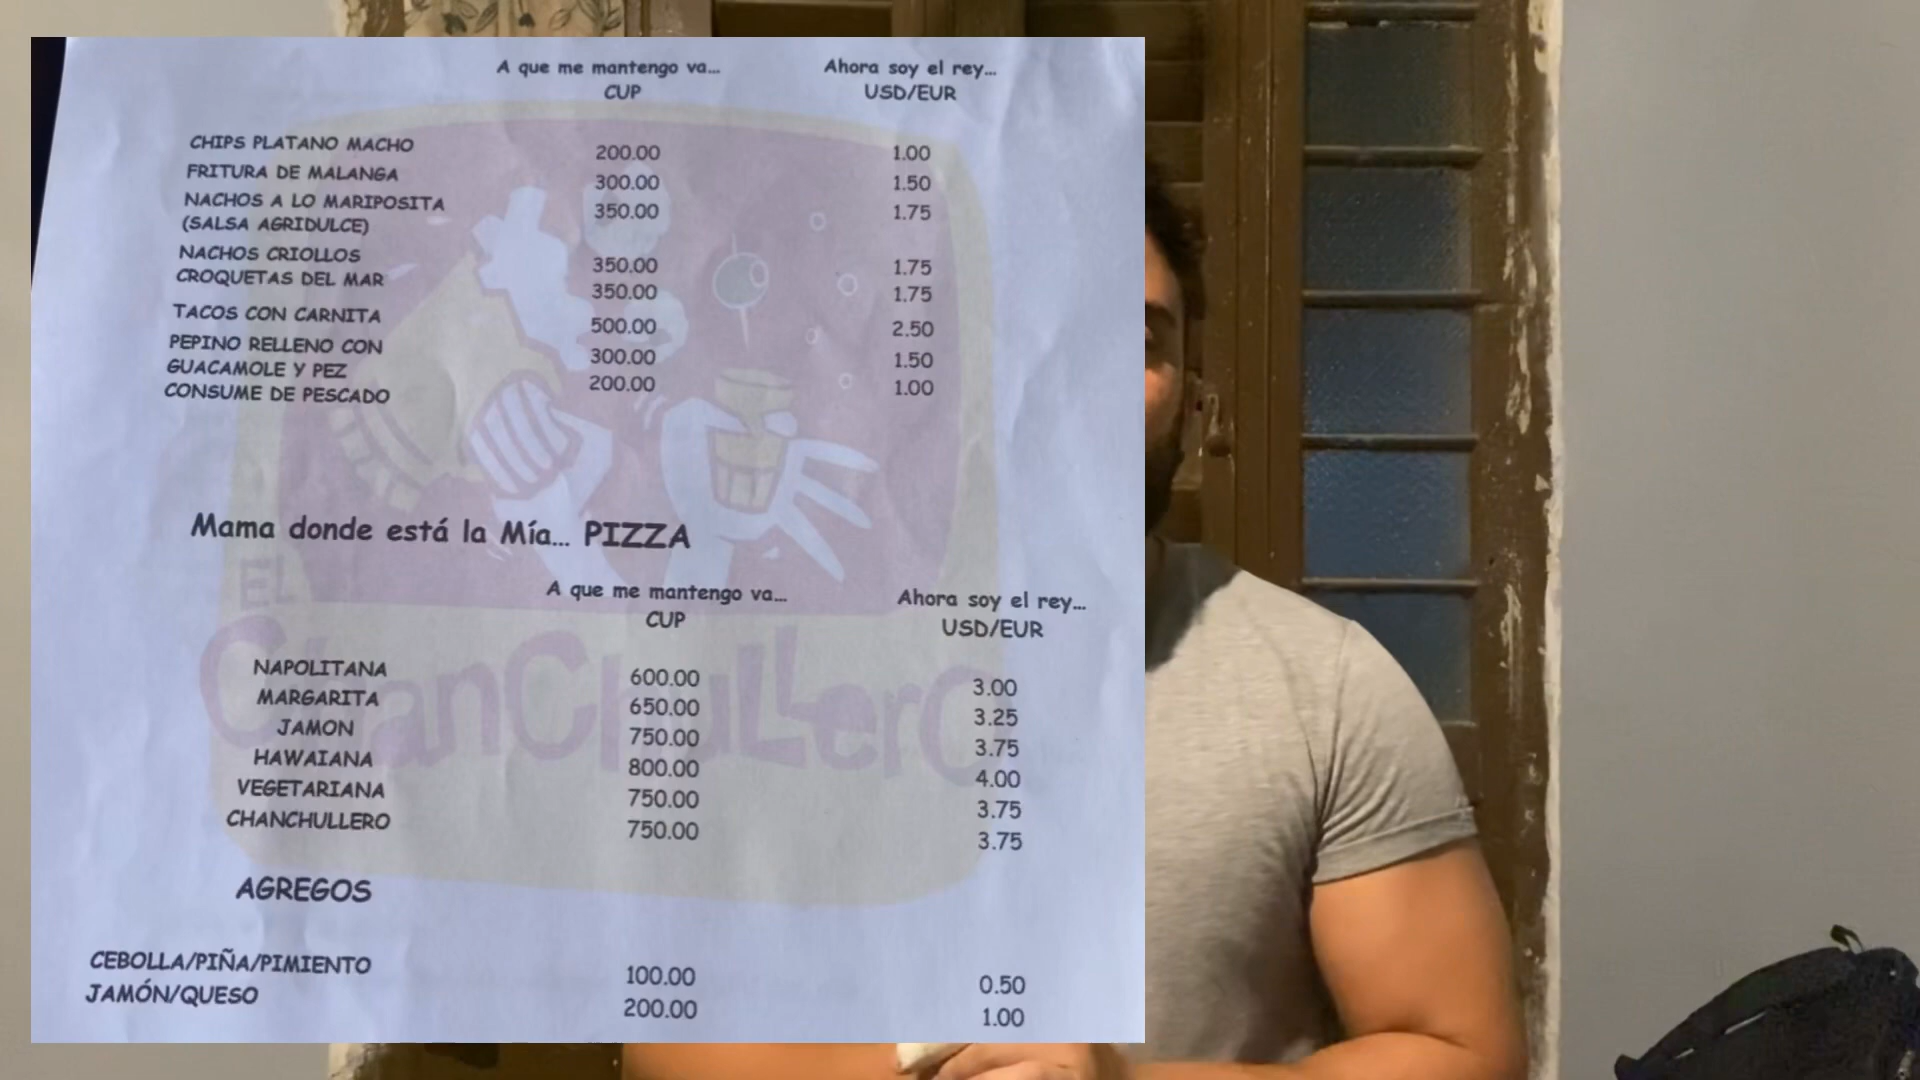 A que me mantengo va... Ahora soy el rey...
CUP USD/EUR
CHIPS PLATANO MACHO 200.00 1.00
FRITURA DE MALANGA 300.00 1.50
NACHOS A LO MARIPOSITA 350.00 1.75
(SALSA AGRIDULCE)
NACHOS CRIOLLOS 350.00 1.75
CROQUETAS DEL MAR 350.00 1.75
TACOS CON CARNITA 500.00 2.50
PEPINO RELLENO CON 300.00 1.50
GUACAMOLE Y PEZ
CONSUME DE PESCADO 200.00 1.00
Mama donde está la Mía... PIZZA
A que me mantengo va... Ahora soy el rey...
CUP USD/EUR
NAPOLITANA 600.00 3.00
MARGARITA 650.00 3.25
JAMON 750.00 3.75
HAWAIANA 800.00 4.00
VEGETARIANA 750.00 3.75
CHANCHULLERO 750.00 3.75
AGREGOS
CEBOLLA/PIÑA/PIMIENTO 100.00 0.50
JAMÓN/QUESO 200.00 1.00
EL
ChanChuLLerO